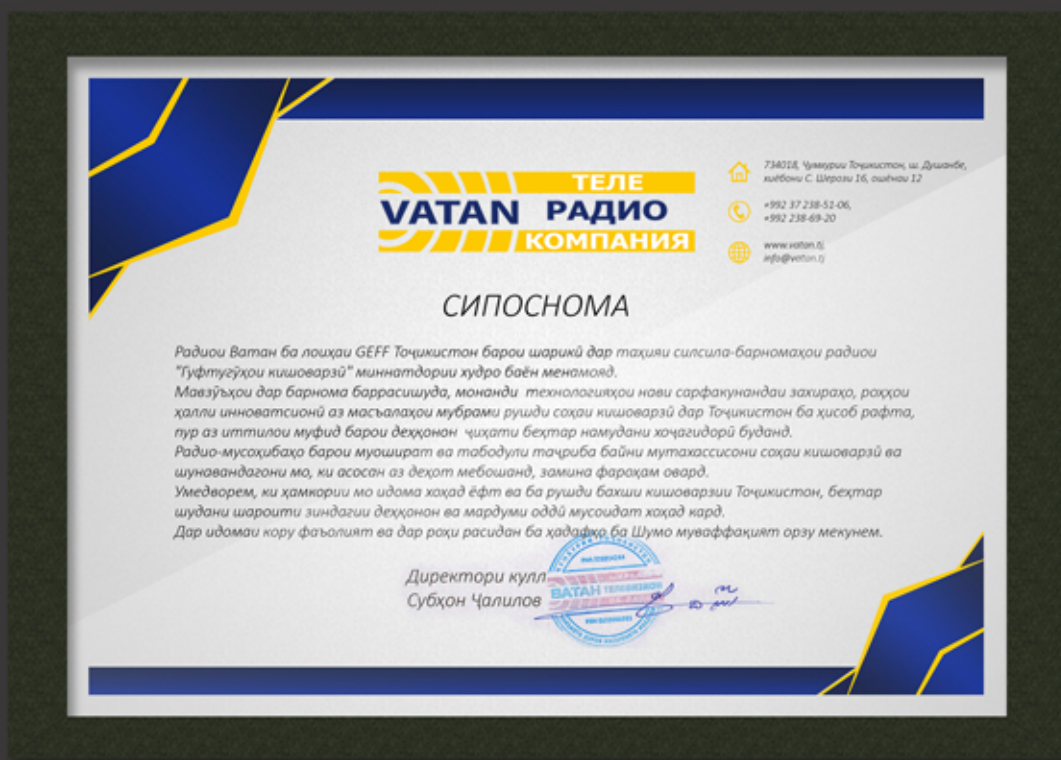 ТЕЛЕ
VATAN РАДИО
КОМПАНИЯ
734018, Ҷумҳурии Тоҷикистон, ш. Душанбе,
хиёбони С. Шерози 16, ошёнаи 12
+992 37 238-51-06,
+992 238-69-20
www.vatan.tj,
info@vatan.tj
СИПОСНОМА
Радиои Ватан ба лоиҳаи GEFF Тоҷикистон барои шарикӣ дар таҳияи силсила-барномаҳои радиои
"Гуфтугӯҳои кишоварзӣ" миннатдории худро баён менамояд.
Мавзӯъҳои дар барнома баррасишуда, монанди технологияҳои нави сарфакунандаи захираҳо, роҳҳои
ҳалли инноватсионӣ аз масъалаҳои мубрами рушди соҳаи кишоварзӣ дар Тоҷикистон ба ҳисоб рафта,
пур аз иттилои муфид барои деҳқонон ҷиҳати беҳтар намудани хоҷагидорӣ буданд.
Радио-мусоҳибаҳо барои муошират ва табодули таҷриба байни мутахассисони соҳаи кишоварзӣ ва
шунавандагони мо, ки асосан аз деҳот мебошанд, замина фароҳам овард.
Умедворем, ки ҳамкории мо идома хоҳад ёфт ва ба рушди бахши кишоварзии Тоҷикистон, беҳтар
шудани шароити зиндагии деҳқонон ва мардуми оддӣ мусоидат хоҳад кард.
Дар идомаи кору фаъолият ва дар роҳи расидан ба ҳадафҳо ба Шумо муваффақият орзу мекунем.
Директори кулл
Субҳон Ҷалилов
ВАТАН